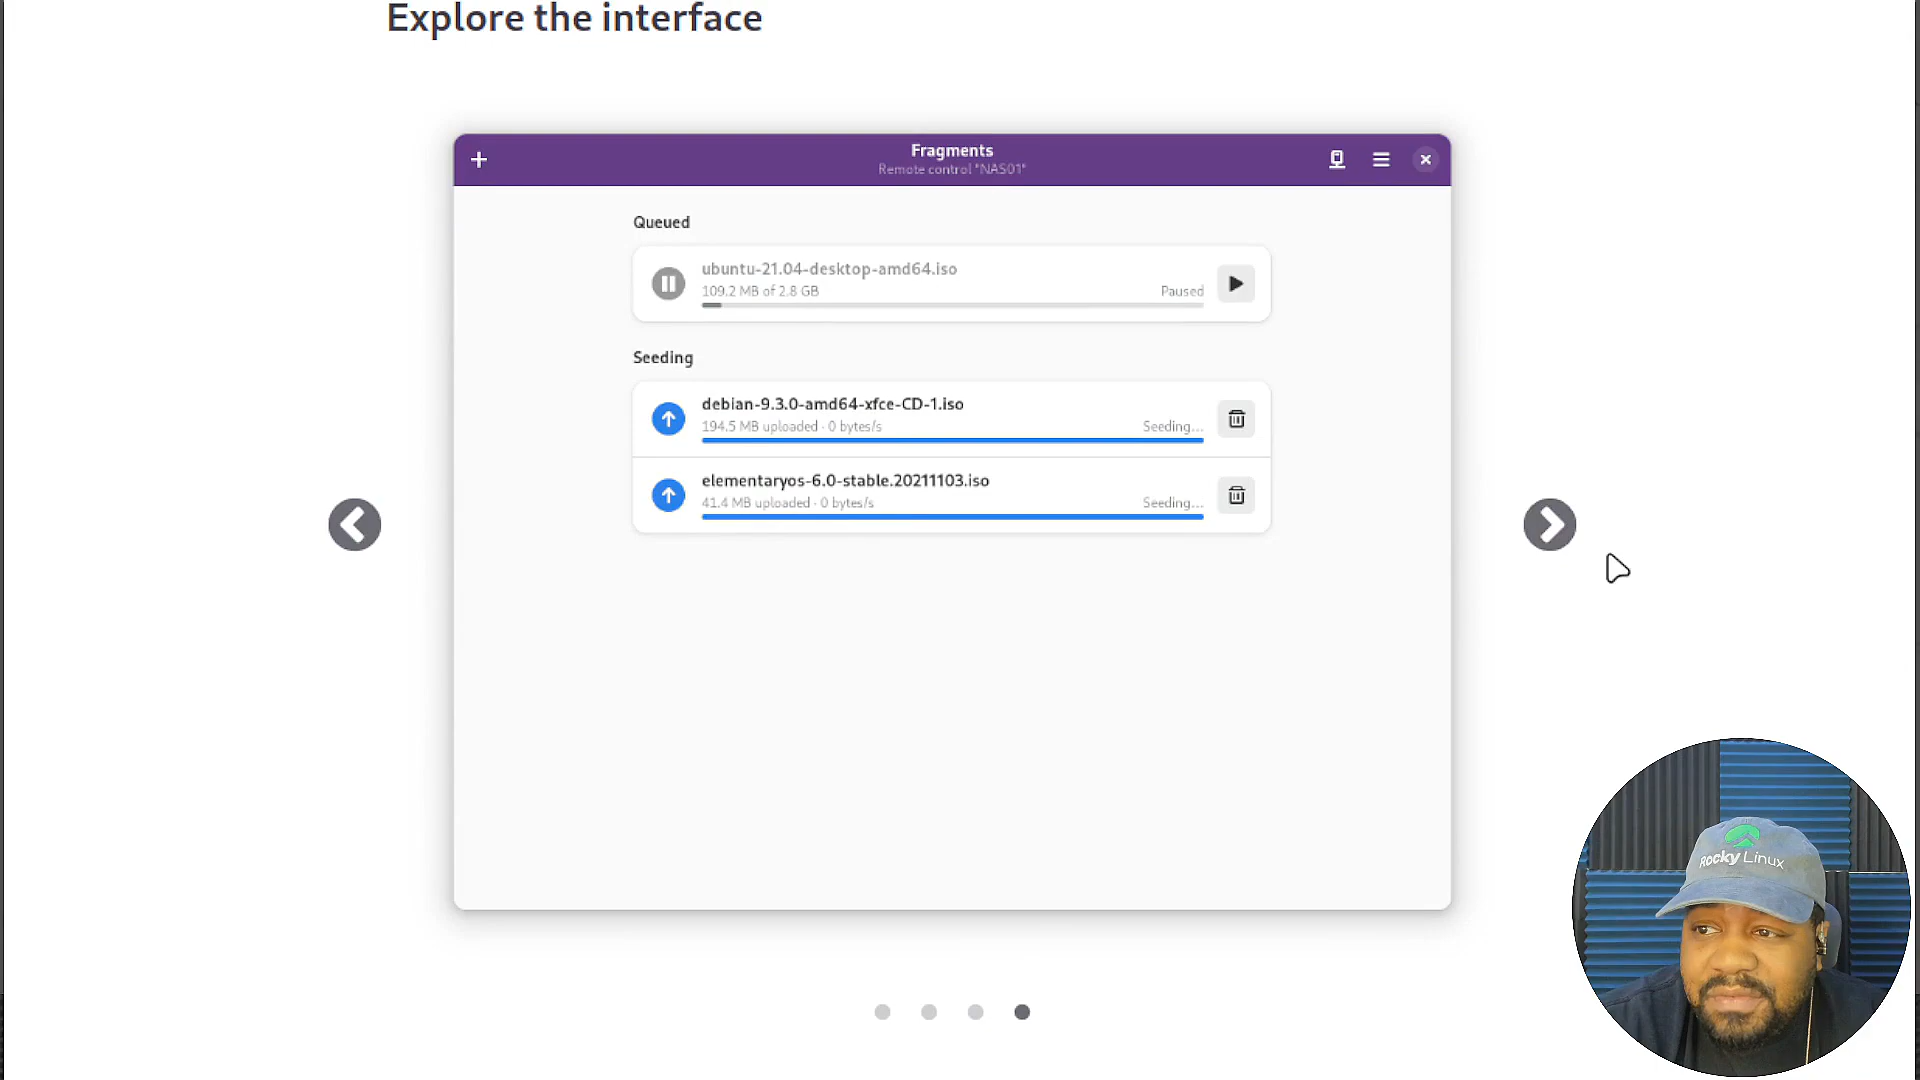 Explore the interface
Fragments
Remote control "NAS01"
Queued
ubuntu-21.04-desktop-amd64.iso
109.2 MB of 2.8 GB
Paused
Seeding
debian-9.3.0-amd64-xfce-CD-1.iso
194.5 MB uploaded · 0 bytes/s
Seeding...
elementaryos-6.0-stable.20211103.iso
41.4 MB uploaded · 0 bytes/s
Seeding...
Rocky Linux